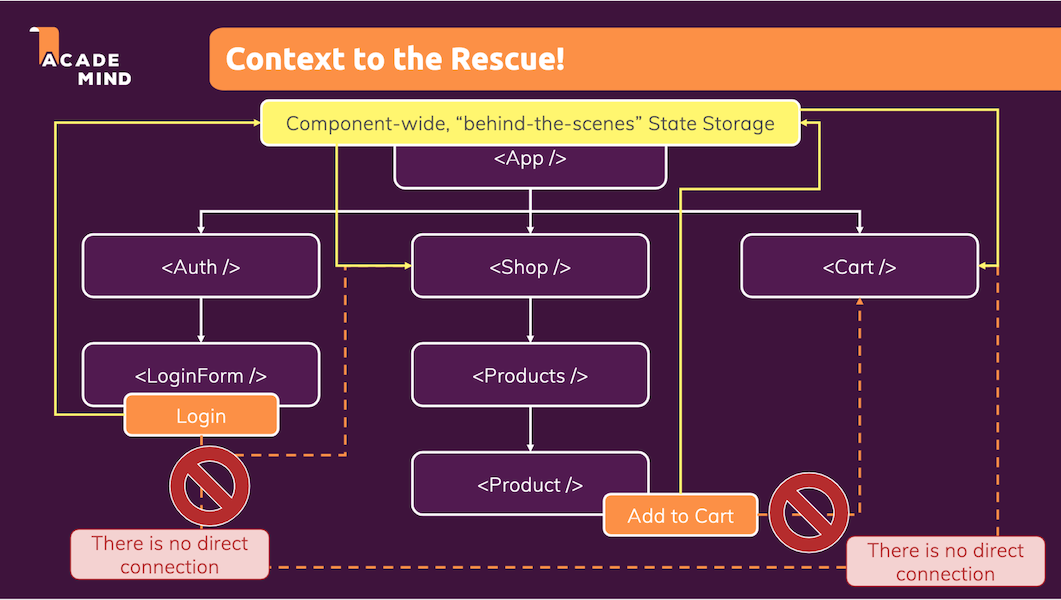 ACADE
MIND
Context to the Rescue!
Component-wide, “behind-the-scenes” State Storage
<App />
<Auth />
<Shop />
<Cart />
<LoginForm />
<Products />
Login
<Product />
Add to Cart
There is no direct
connection
There is no direct
connection